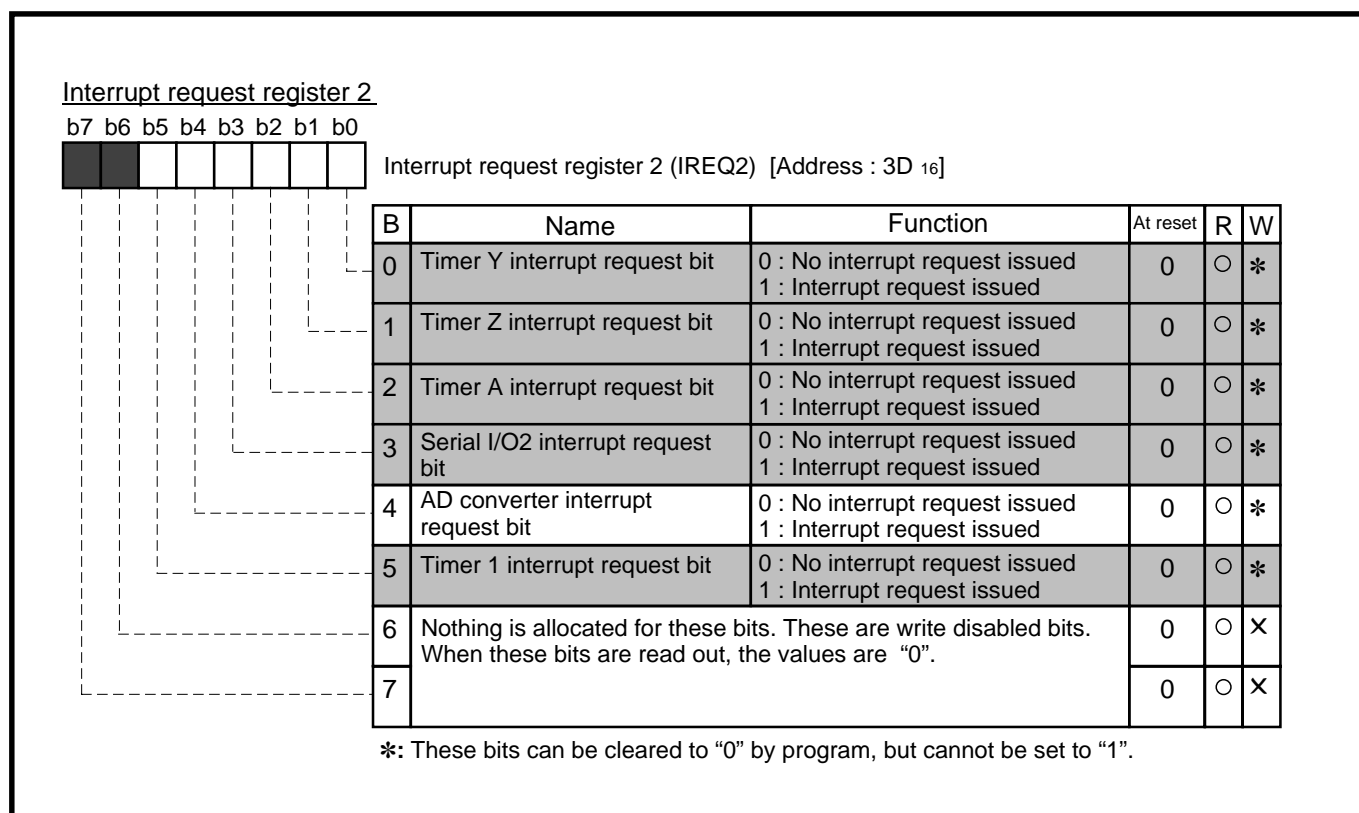 Interrupt request register 2
b7 b6 b5 b4 b3 b2 b1 b0
Interrupt request register 2 (IREQ2) [Address : 3D 16]
B Name Function At reset R W
0 Timer Y interrupt request bit 0 : No interrupt request issued 0 ○ ✻
1 : Interrupt request issued
1 Timer Z interrupt request bit 0 : No interrupt request issued 0 ○ ✻
1 : Interrupt request issued
2 Timer A interrupt request bit 0 : No interrupt request issued 0 ○ ✻
1 : Interrupt request issued
3 Serial I/O2 interrupt request 0 : No interrupt request issued 0 ○ ✻
bit 1 : Interrupt request issued
4 AD converter interrupt 0 : No interrupt request issued 0 ○ ✻
request bit 1 : Interrupt request issued
5 Timer 1 interrupt request bit 0 : No interrupt request issued 0 ○ ✻
1 : Interrupt request issued
6 Nothing is allocated for these bits. These are write disabled bits. 0 ○ ×
When these bits are read out, the values are “0”.
7 0 ○ ×
✻: These bits can be cleared to “0” by program, but cannot be set to “1”.